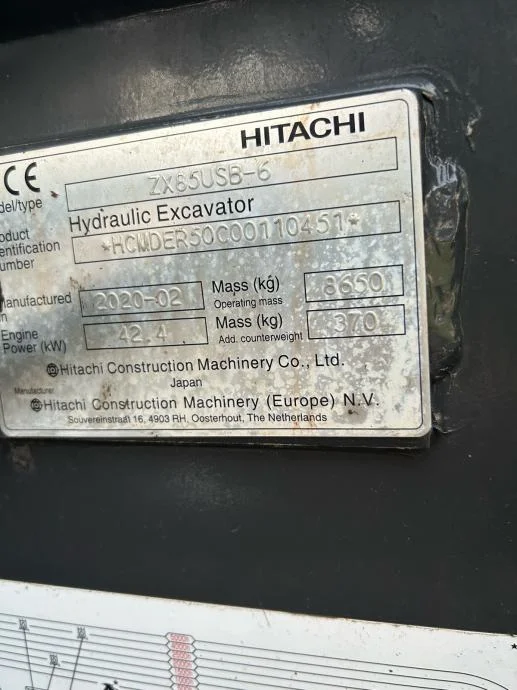 HITACHI
CE
del/type ZX85USB-6
Hydraulic Excavator
oduct
entification
umber
*HCMDER50C00110451*
anufactured
n
2020-02
Mass (kg)
Operating mass
8650
Engine
Power (kW)
42.4
Mass (kg)
Add. counterweight
370
Hitachi Construction Machinery Co., Ltd.
Japan
Manufacturer
Hitachi Construction Machinery (Europe) N.V.
Souvereinstraat 16, 4903 RH, Oosterhout, The Netherlands